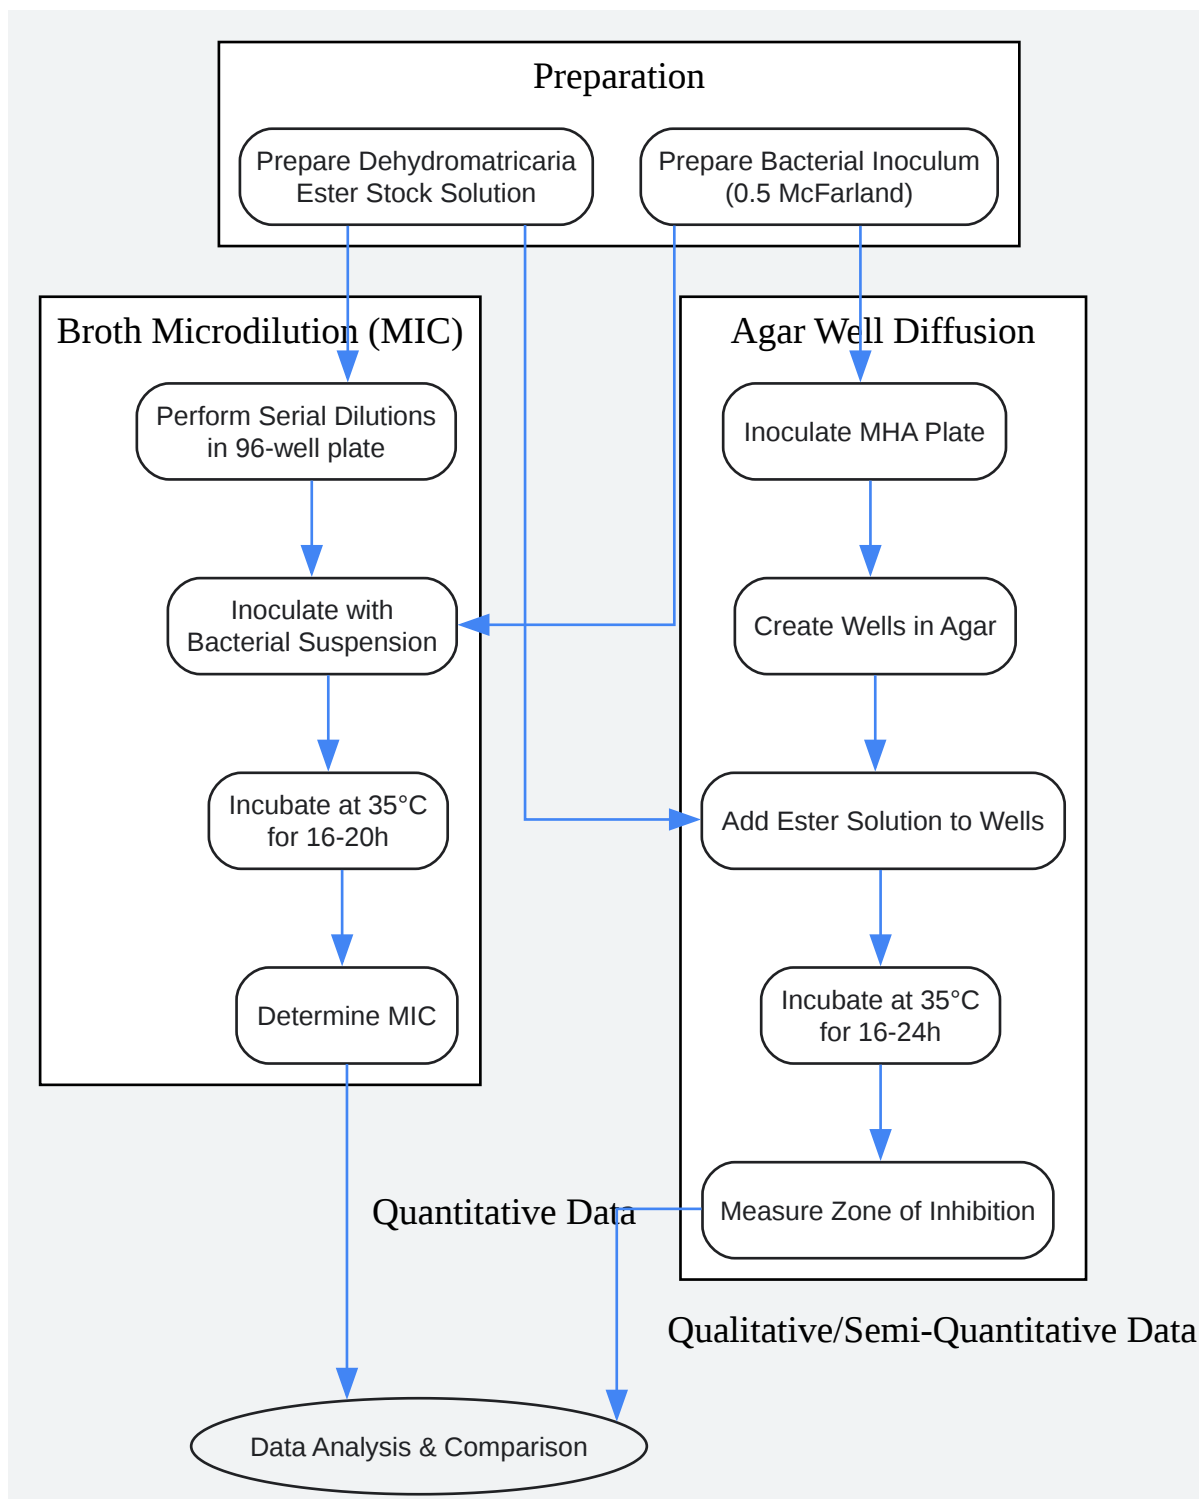 Preparation
Prepare Dehydromatricaria
Ester Stock Solution
Prepare Bacterial Inoculum
(0.5 McFarland)
Broth Microdilution (MIC)
Perform Serial Dilutions
in 96-well plate
Inoculate with
Bacterial Suspension
Incubate at 35°C
for 16-20h
Determine MIC
Agar Well Diffusion
Inoculate MHA Plate
Create Wells in Agar
Add Ester Solution to Wells
Incubate at 35°C
for 16-24h
Measure Zone of Inhibition
Quantitative Data
Qualitative/Semi-Quantitative Data
Data Analysis & Comparison